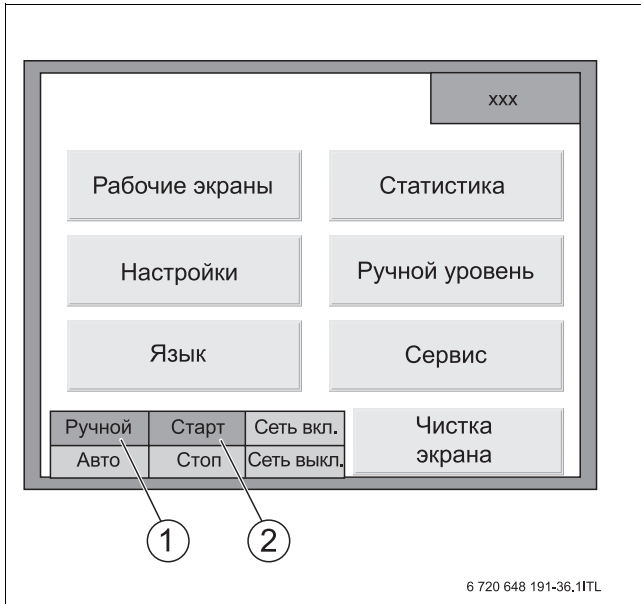 xxx
Рабочие экраны
Статистика
Настройки
Ручной уровень
Язык
Сервис
Ручной
Старт
Сеть вкл.
Авто
Стоп
Сеть выкл.
Чистка
экрана
1
2
6 720 648 191-36.1ITL